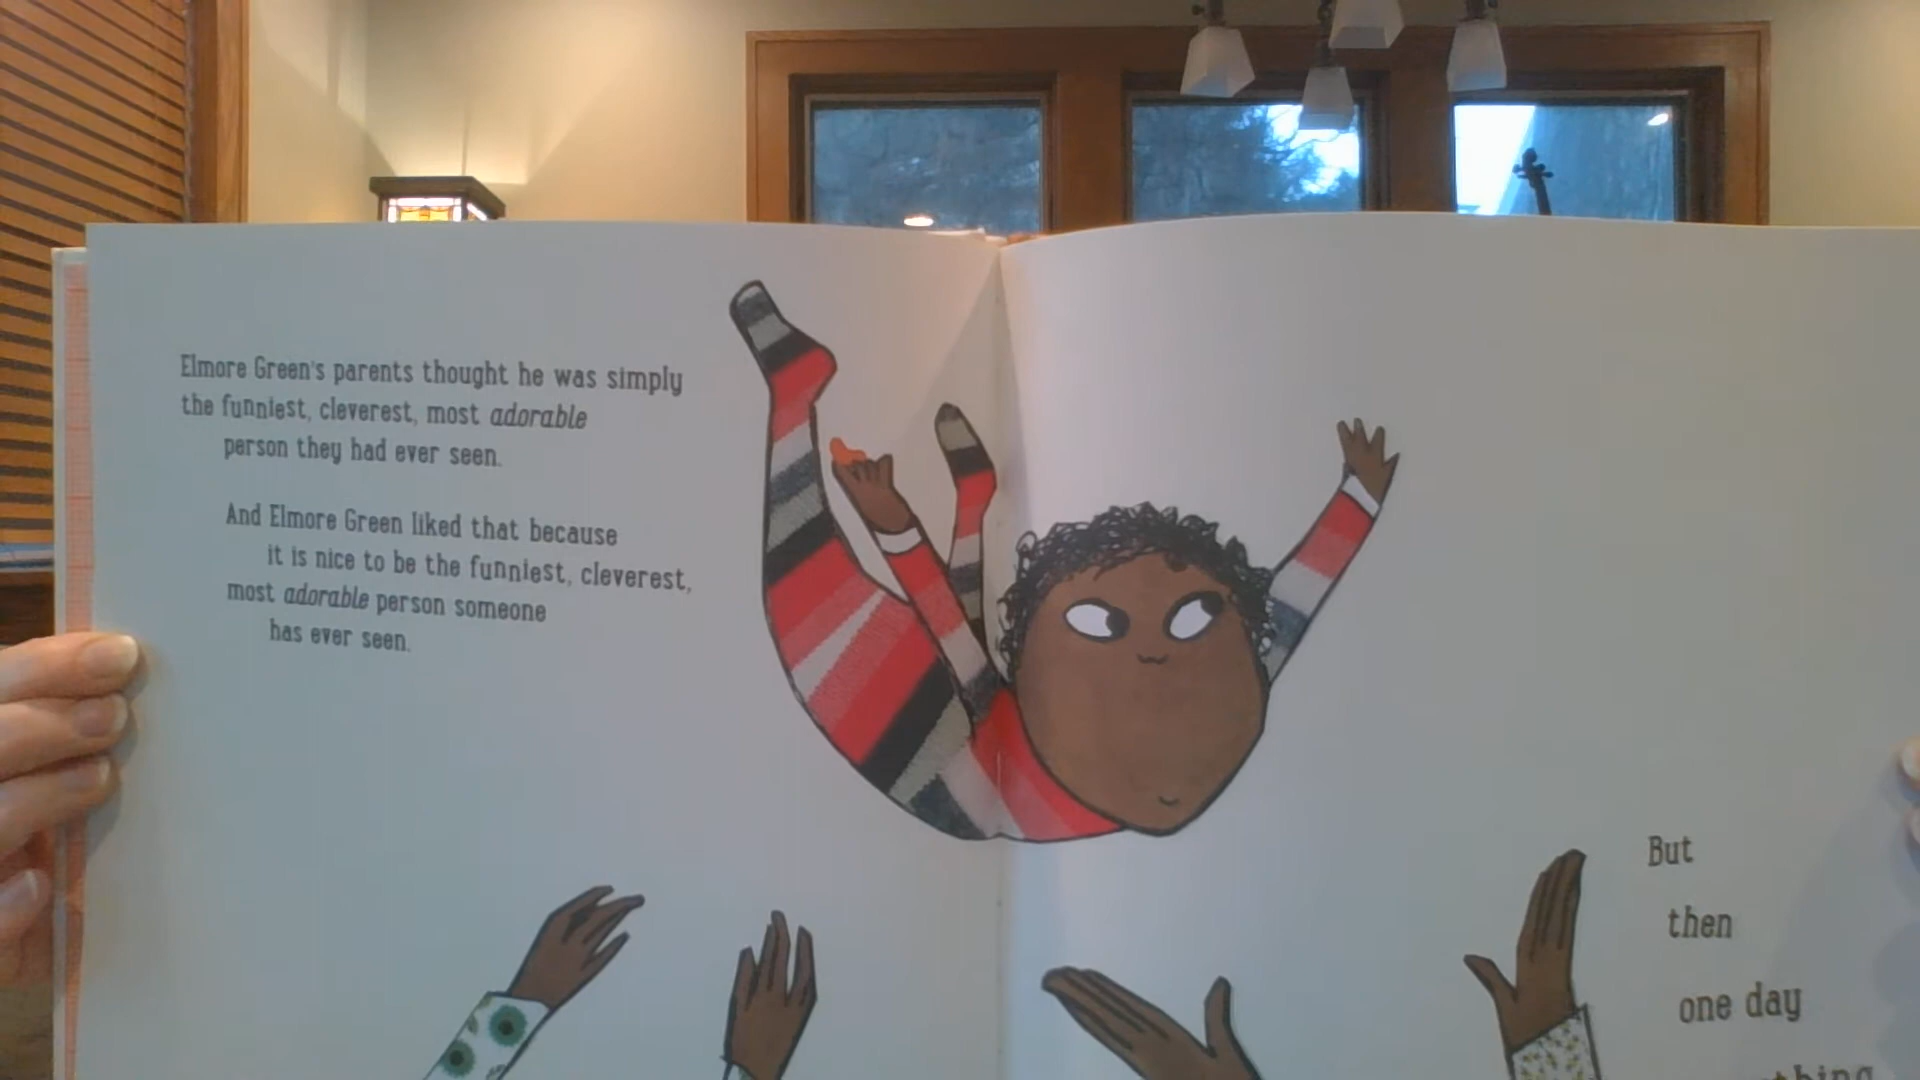 Elmore Green's parents thought he was simply
the funniest, cleverest, most adorable
person they had ever seen.
And Elmore Green liked that because
it is nice to be the funniest, cleverest,
most adorable person someone
has ever seen.
But
then
one day